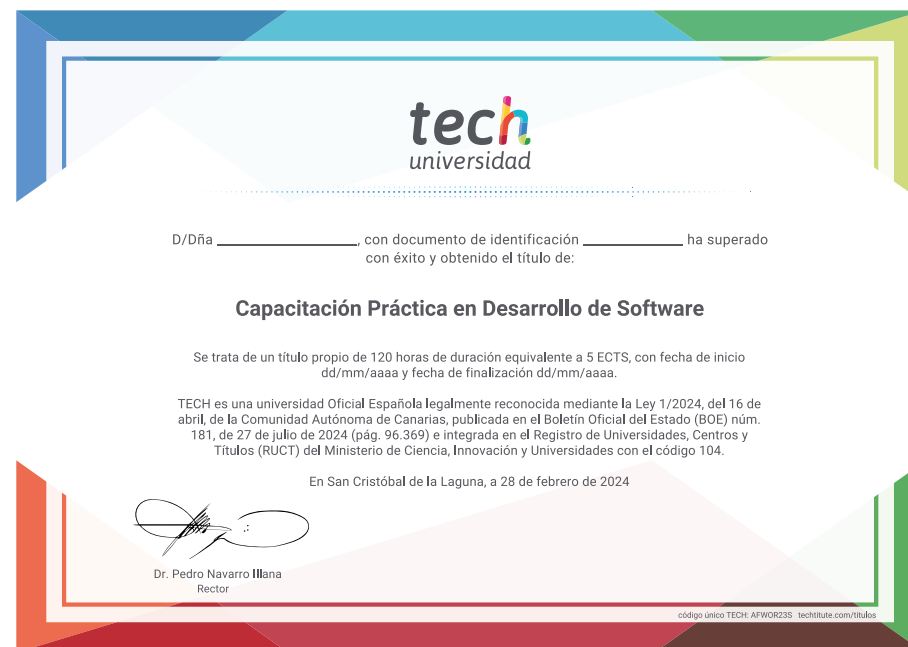 tech
universidad
D/Dña ____________________, con documento de identificación ______________ ha superado
con éxito y obtenido el título de:
Capacitación Práctica en Desarrollo de Software
Se trata de un título propio de 120 horas de duración equivalente a 5 ECTS, con fecha de inicio
dd/mm/aaaa y fecha de finalización dd/mm/aaaa.
TECH es una universidad Oficial Española legalmente reconocida mediante la Ley 1/2024, del 16 de
abril, de la Comunidad Autónoma de Canarias, publicada en el Boletín Oficial del Estado (BOE) núm.
181, de 27 de julio de 2024 (pág. 96.369) e integrada en el Registro de Universidades, Centros y
Títulos (RUCT) del Ministerio de Ciencia, Innovación y Universidades con el código 104.
En San Cristóbal de la Laguna, a 28 de febrero de 2024
Dr. Pedro Navarro Illana
Rector
código único TECH: AFWOR23S techtitute.com/titulos